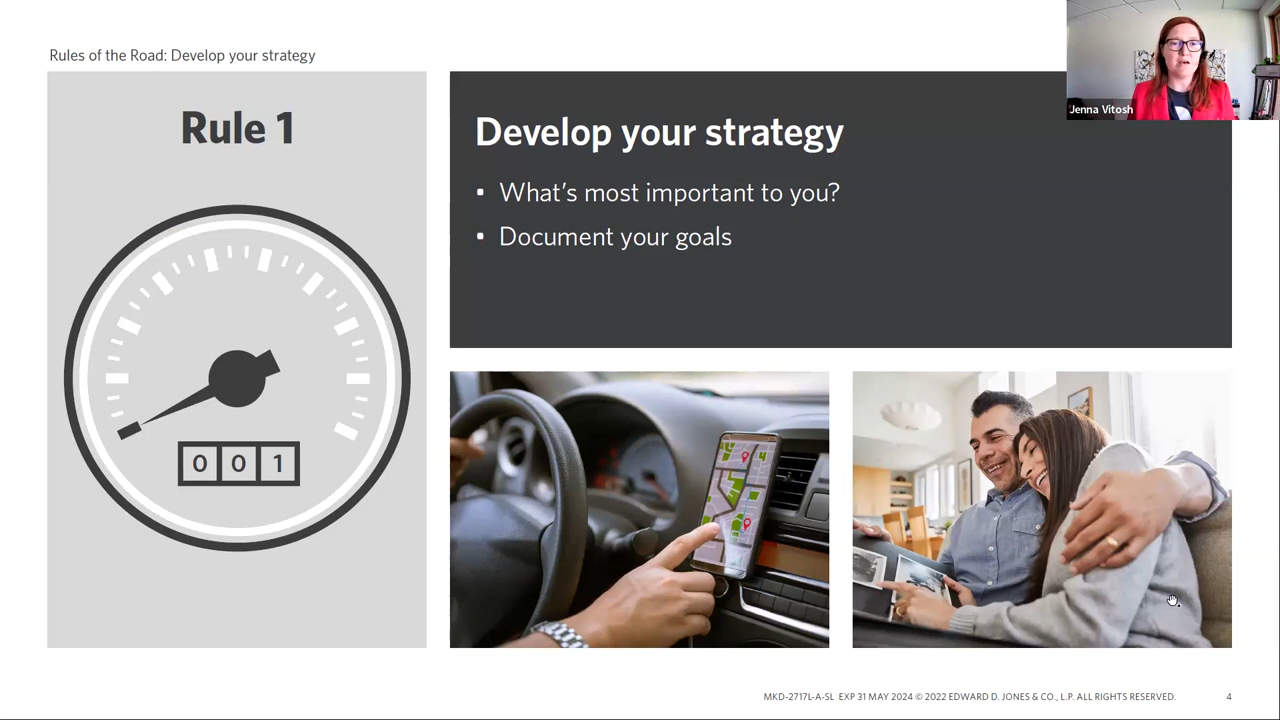 Rules of the Road: Develop your strategy
Rule 1
0 0 1
Develop your strategy
• What’s most important to you?
• Document your goals
Jenna Vitosh
MKD-2717L-A-SL EXP 31 MAY 2024 © 2022 EDWARD D. JONES & CO., L.P. ALL RIGHTS RESERVED.
4